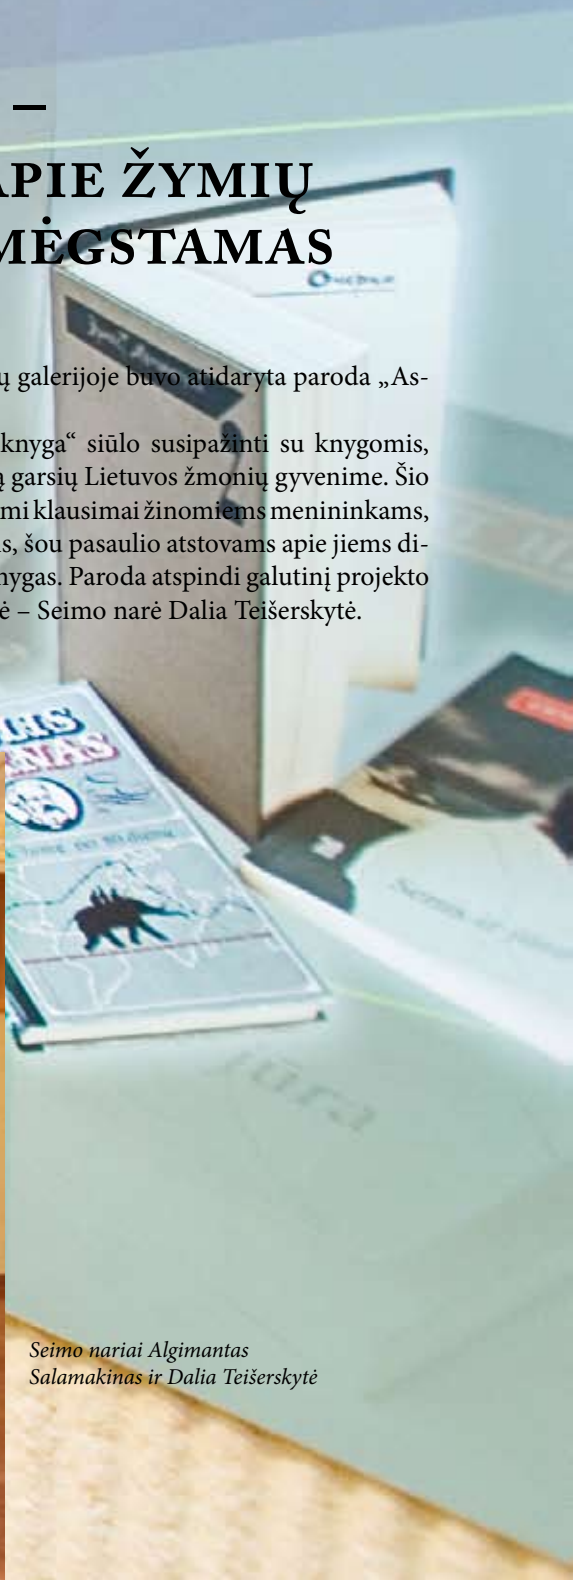 –
APIE ŽYMIŲ
MĖGSTAMAS
ų galerijoje buvo atidaryta paroda „As-
knyga“ siūlo susipažinti su knygomis,
ą garsių Lietuvos žmonių gyvenime. Šio
mi klausimai žinomiems menininkams,
s, šou pasaulio atstovams apie jiems di-
nygas. Paroda atspindi galutinį projekto
ė – Seimo narė Dalia Teišerskytė.
jūra
Seimo nariai Algimantas
Salamakinas ir Dalia Teišerskytė